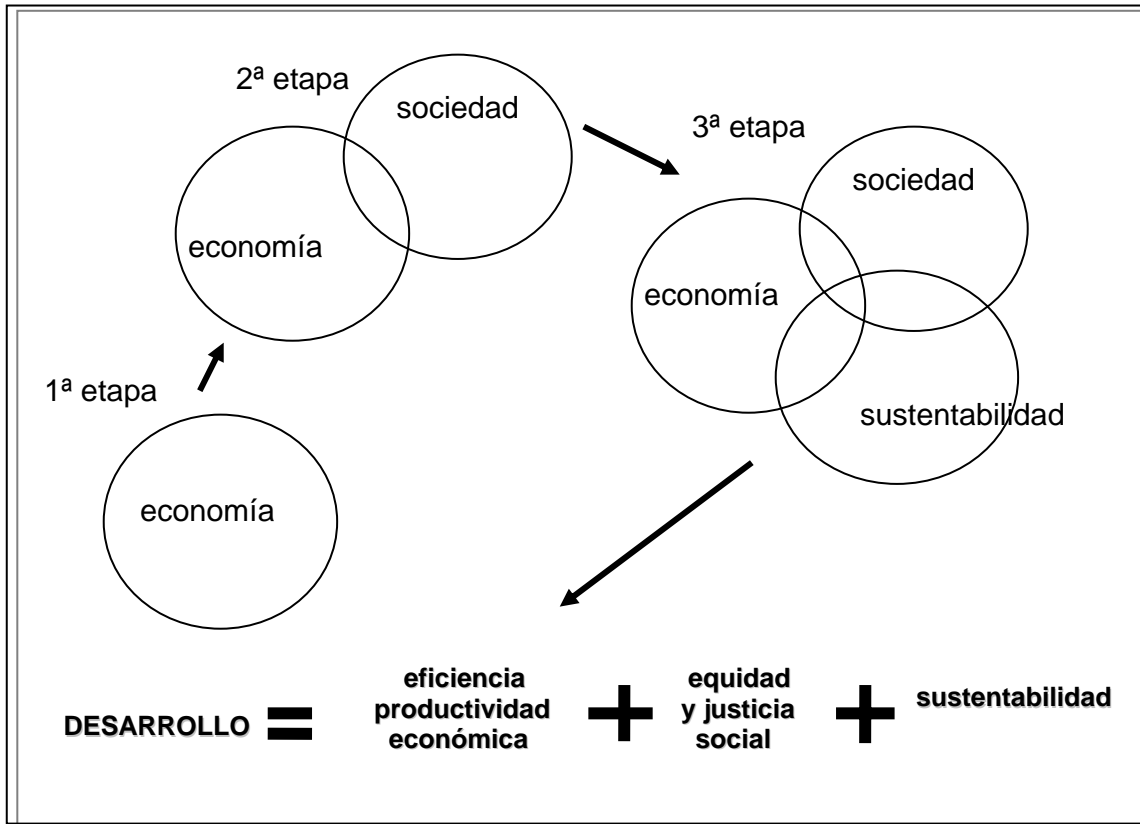 2ª etapa
sociedad
economía
1ª etapa
economía
3ª etapa
sociedad
economía
sustentabilidad
DESARROLLO
=
eficiencia
productividad
económica
+
equidad
y justicia
social
+
sustentabilidad